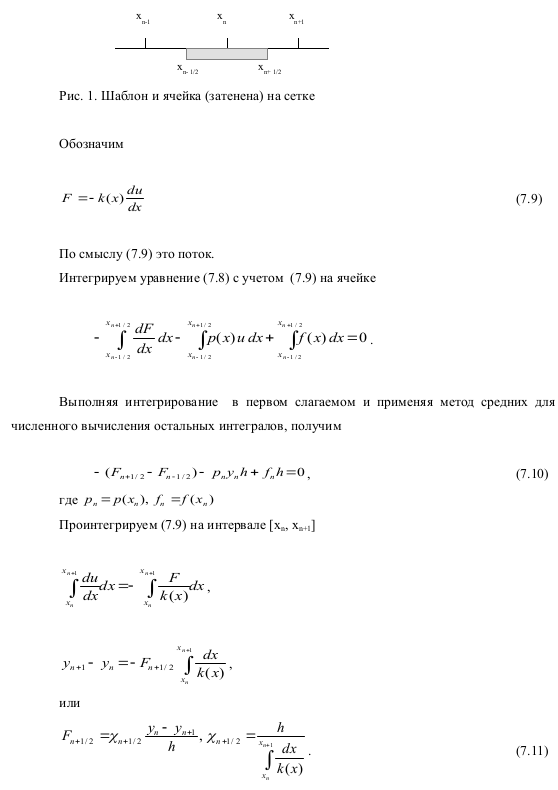 x_{n-1} x_n x_{n+1}
x_{n-1/2} x_{n+1/2}
Рис. 1. Шаблон и ячейка (затенена) на сетке
Обозначим
F = - k(x) \frac{du}{dx} (7.9)
По смыслу (7.9) это поток.
Интегрируем уравнение (7.8) с учетом (7.9) на ячейке
- \int_{x_{n-1/2}}^{x_{n+1/2}} \frac{dF}{dx} dx - \int_{x_{n-1/2}}^{x_{n+1/2}} p(x) u dx + \int_{x_{n-1/2}}^{x_{n+1/2}} f(x) dx = 0 .
Выполняя интегрирование в первом слагаемом и применяя метод средних для
численного вычисления остальных интегралов, получим
- (F_{n+1/2} - F_{n-1/2}) - p_n y_n h + f_n h = 0 , (7.10)
где p_n = p(x_n), f_n = f(x_n)
Проинтегрируем (7.9) на интервале [x_n, x_{n+1}]
\int_{x_n}^{x_{n+1}} \frac{du}{dx} dx = - \int_{x_n}^{x_{n+1}} \frac{F}{k(x)} dx ,
y_{n+1} - y_n = - F_{n+1/2} \int_{x_n}^{x_{n+1}} \frac{dx}{k(x)} ,
или
F_{n+1/2} = \chi_{n+1/2} \frac{y_n - y_{n+1}}{h} , \chi_{n+1/2} = \frac{h}{\int_{x_n}^{x_{n+1}} \frac{dx}{k(x)}} . (7.11)